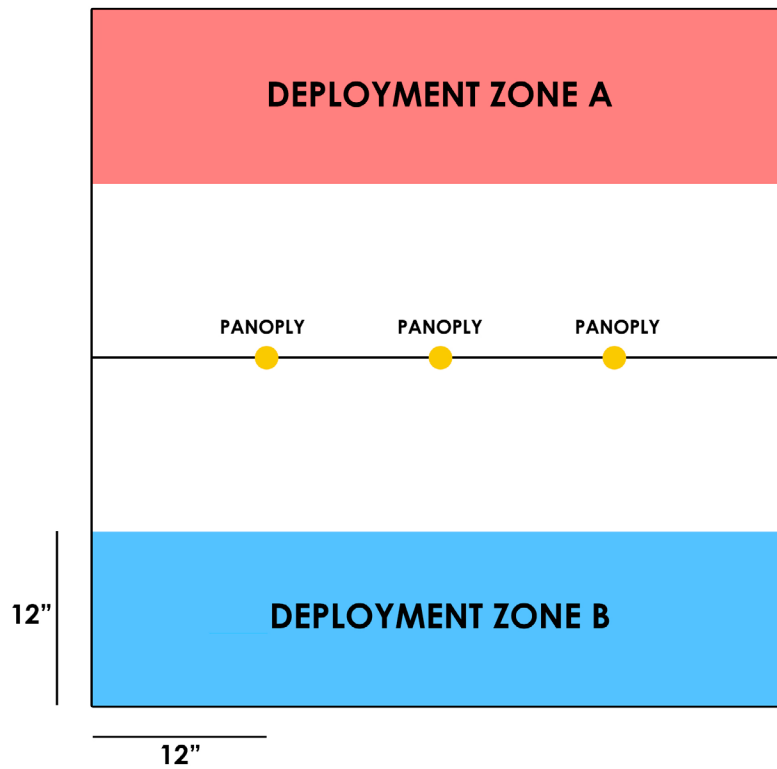 DEPLOYMENT ZONE A
PANOPLY PANOPLY PANOPLY
12”
DEPLOYMENT ZONE B
12”